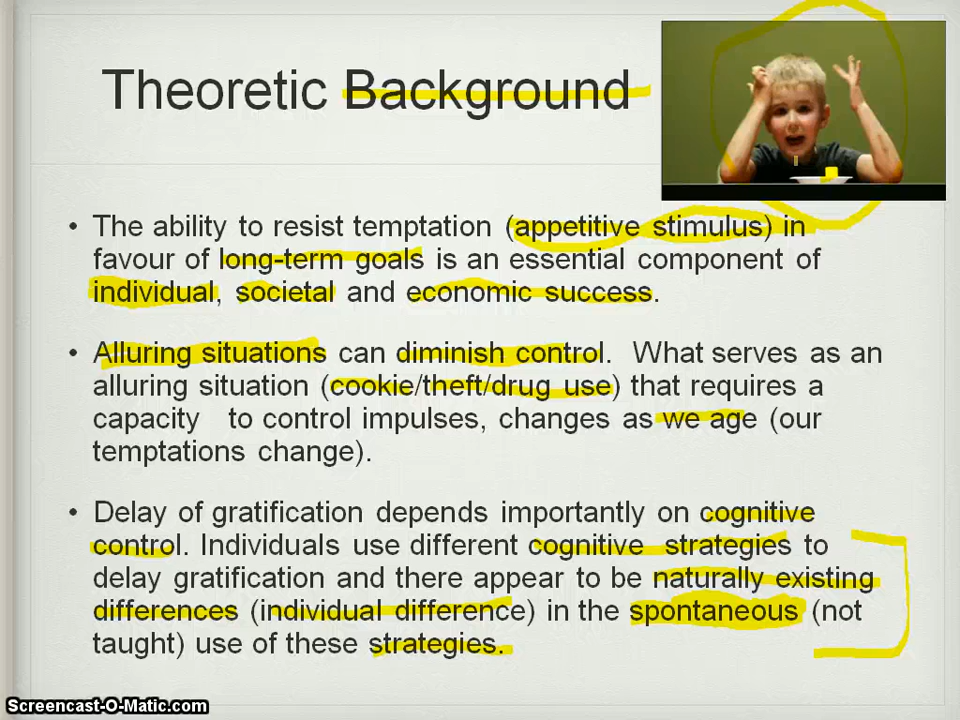 Theoretic Background
• The ability to resist temptation (appetitive stimulus) in
favour of long-term goals is an essential component of
individual, societal and economic success.
• Alluring situations can diminish control. What serves as an
alluring situation (cookie/theft/drug use) that requires a
capacity to control impulses, changes as we age (our
temptations change).
• Delay of gratification depends importantly on cognitive
control. Individuals use different cognitive strategies to
delay gratification and there appear to be naturally existing
differences (individual difference) in the spontaneous (not
taught) use of these strategies.
Screencast-O-Matic.com